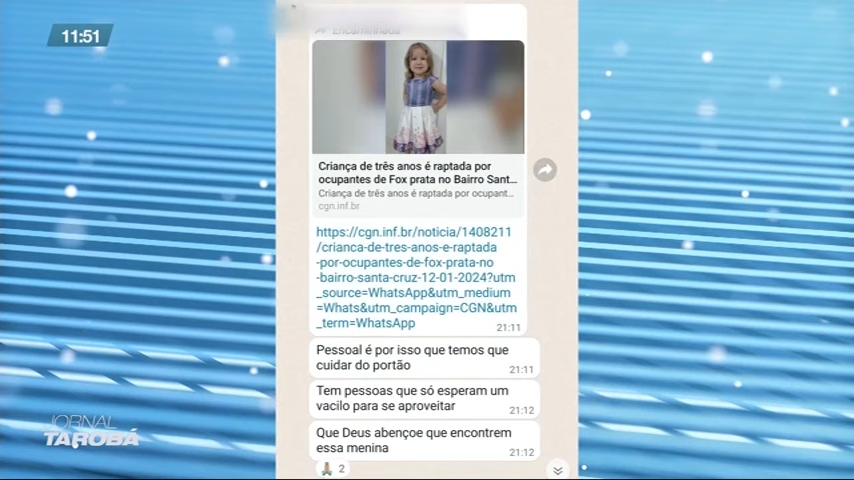 11:51
Encaminhada
Criança de três anos é raptada por
ocupantes de Fox prata no Bairro Sant...
Criança de três anos é raptada por ocupant...
cgn.inf.br
https://cgn.inf.br/noticia/1408211
/crianca-de-tres-anos-e-raptada
-por-ocupantes-de-fox-prata-no
-bairro-santa-cruz-12-01-2024?utm
_source=WhatsApp&utm_medium
=Whats&utm_campaign=CGN&utm
_term=WhatsApp
21:11
Pessoal é por isso que temos que
cuidar do portão
21:11
Tem pessoas que só esperam um
vacilo para se aproveitar
21:12
Que Deus abençoe que encontrem
essa menina
21:12
2
JORNAL
TAROBÁ